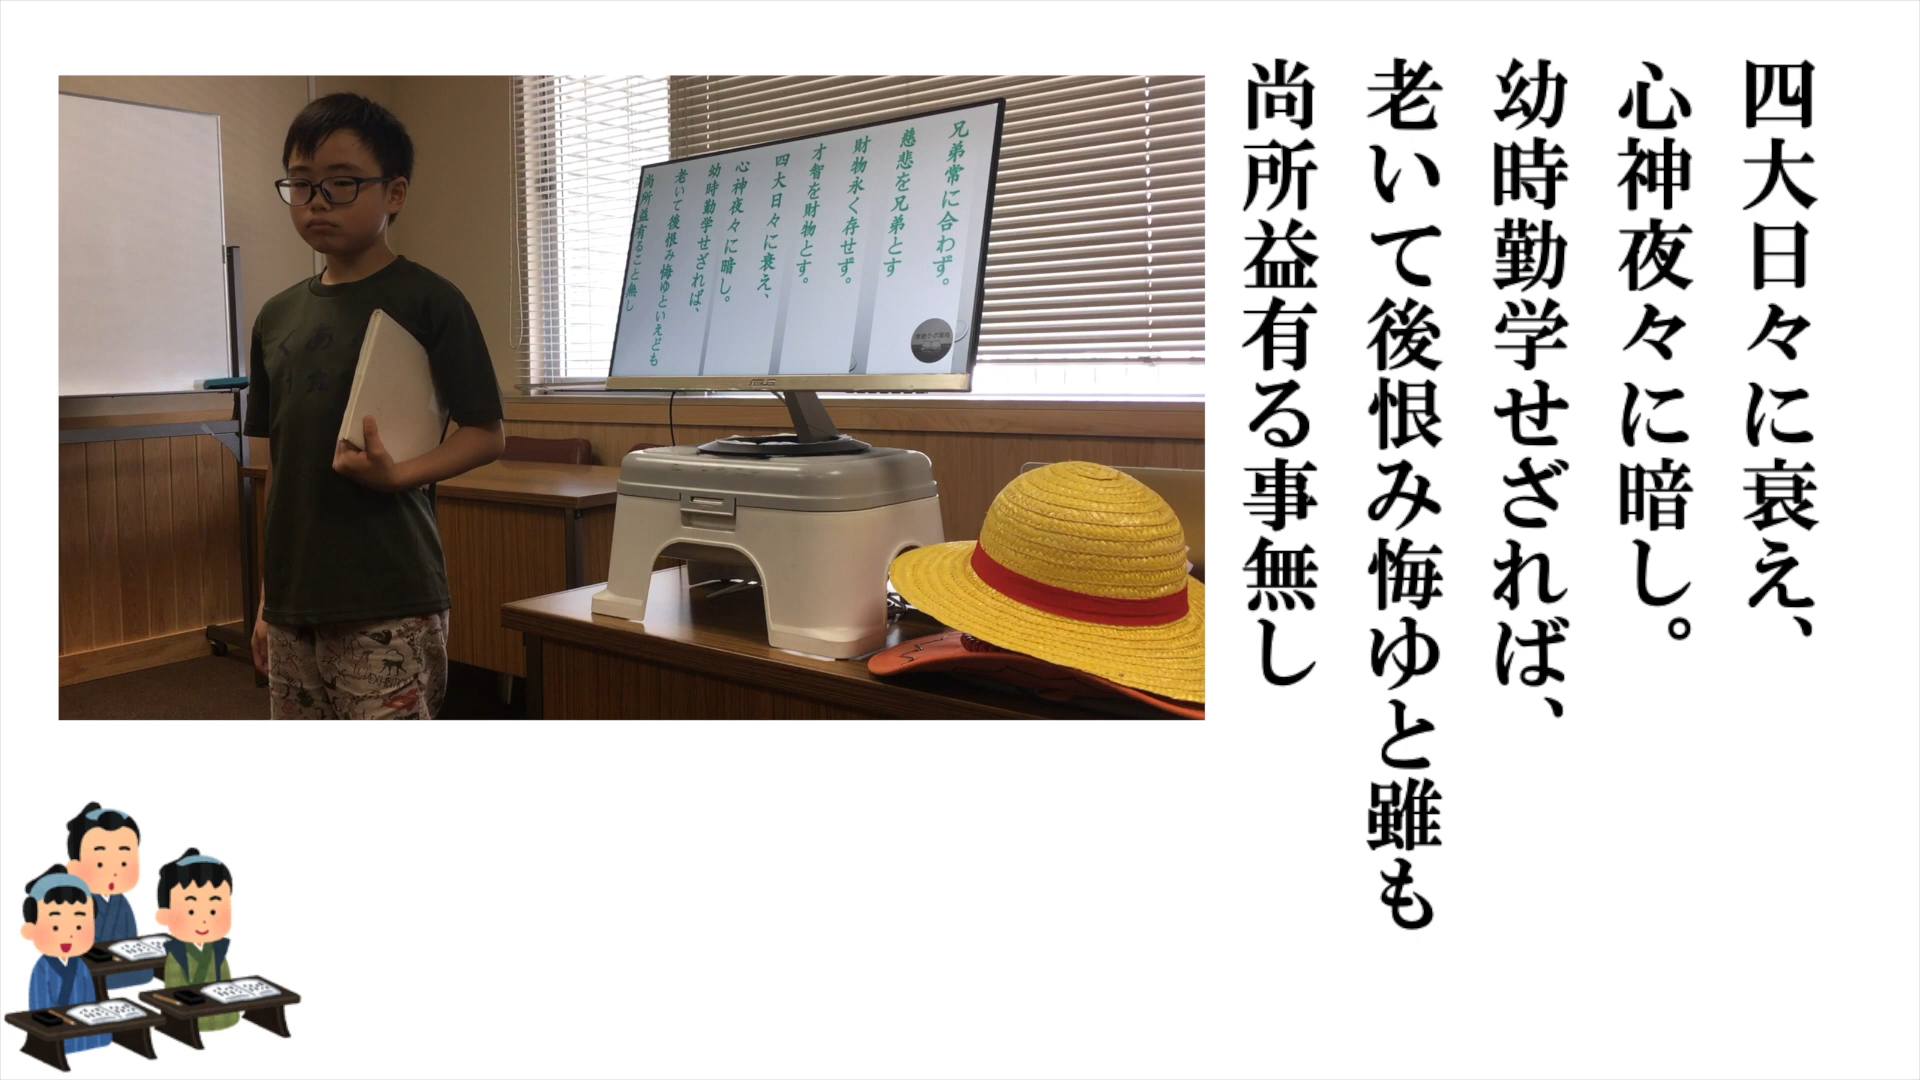 四大日々に衰え、
心神夜々に暗し。
幼時勤学せざれば、
老いて後恨み悔ゆと雖も
尚所益有る事無し
兄弟常に合わず。
慈悲を兄弟とす
財物永く存せず。
才智を財物とす。
四大日々に衰え、
心神夜々に暗し。
幼時勤学せざれば、
老いて後恨み悔ゆといえども
尚所益有ること無し
ASUS